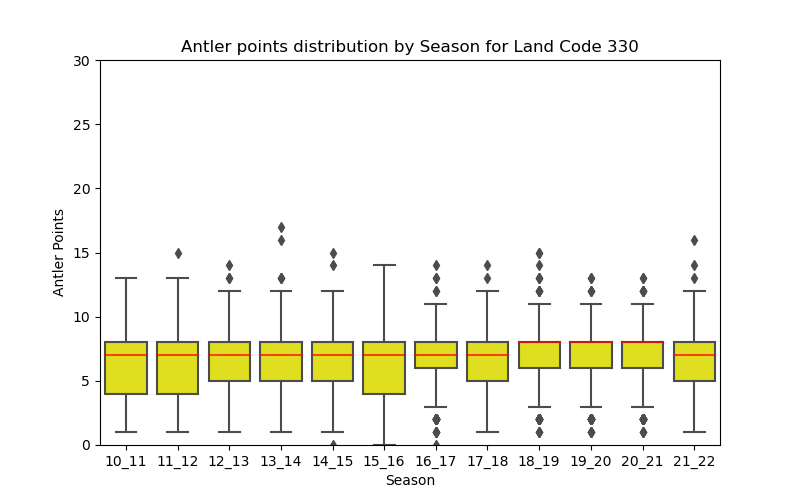 Antler points distribution by Season for Land Code 330
30
25
20
15
10
5
0
Antler Points
10_11 11_12 12_13 13_14 14_15 15_16 16_17 17_18 18_19 19_20 20_21 21_22
Season